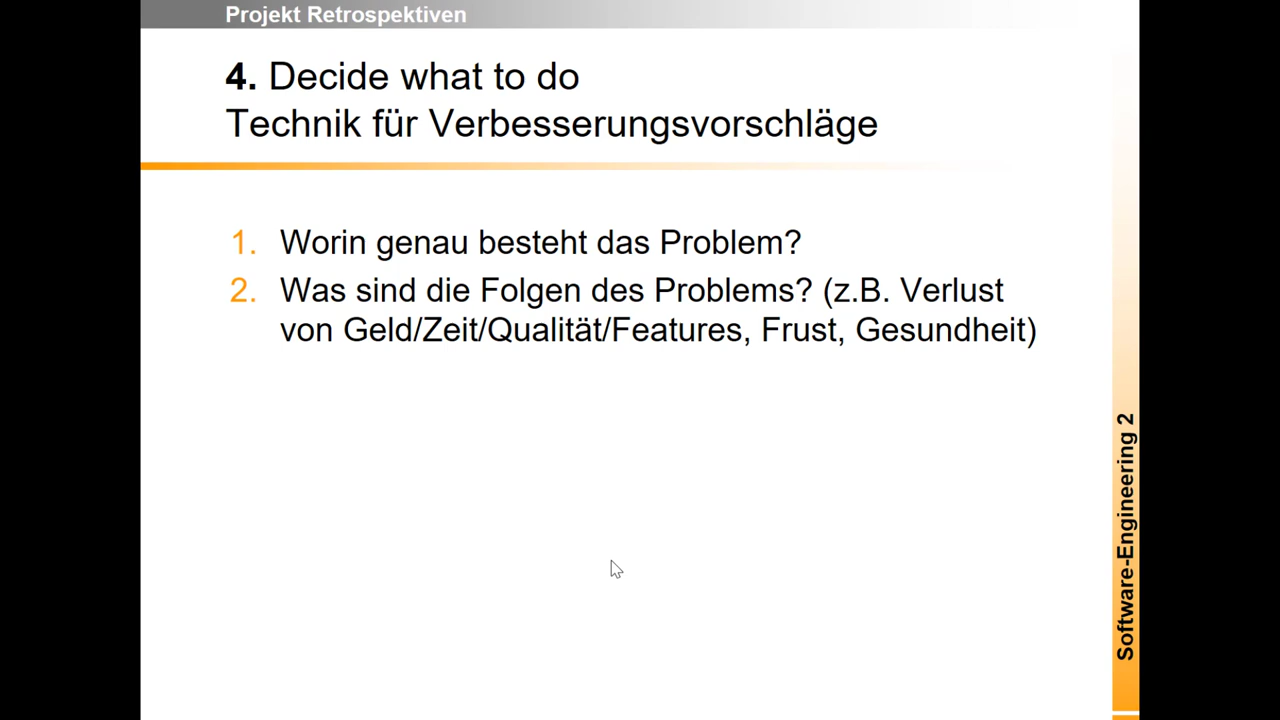 Projekt Retrospektiven
4. Decide what to do
Technik für Verbesserungsvorschläge
1. Worin genau besteht das Problem?
2. Was sind die Folgen des Problems? (z.B. Verlust
von Geld/Zeit/Qualität/Features, Frust, Gesundheit)
Software-Engineering 2